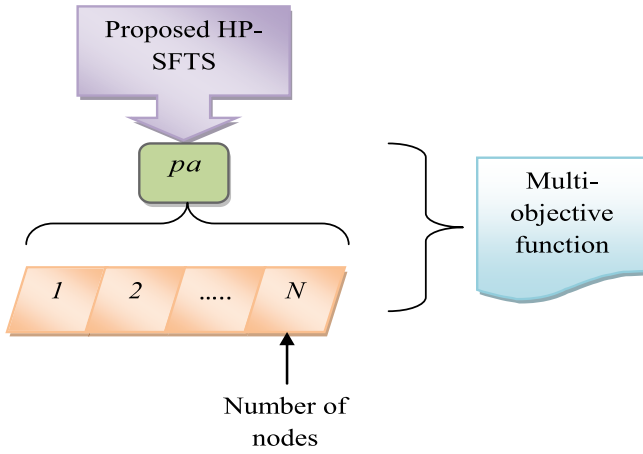 Proposed HP-
SFTS
pa
Multi-
objective
function
1 2 ..... N
Number of
nodes